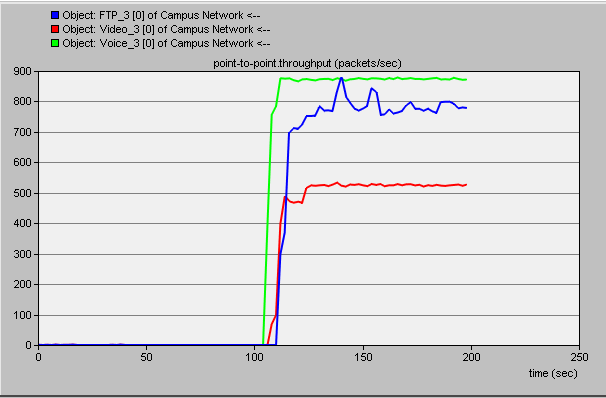 Object: FTP_3 [0] of Campus Network <--
Object: Video_3 [0] of Campus Network <--
Object: Voice_3 [0] of Campus Network <--
point-to-point.throughput (packets/sec)
900
800
700
600
500
400
300
200
100
0
0 50 100 150 200 250
time (sec)